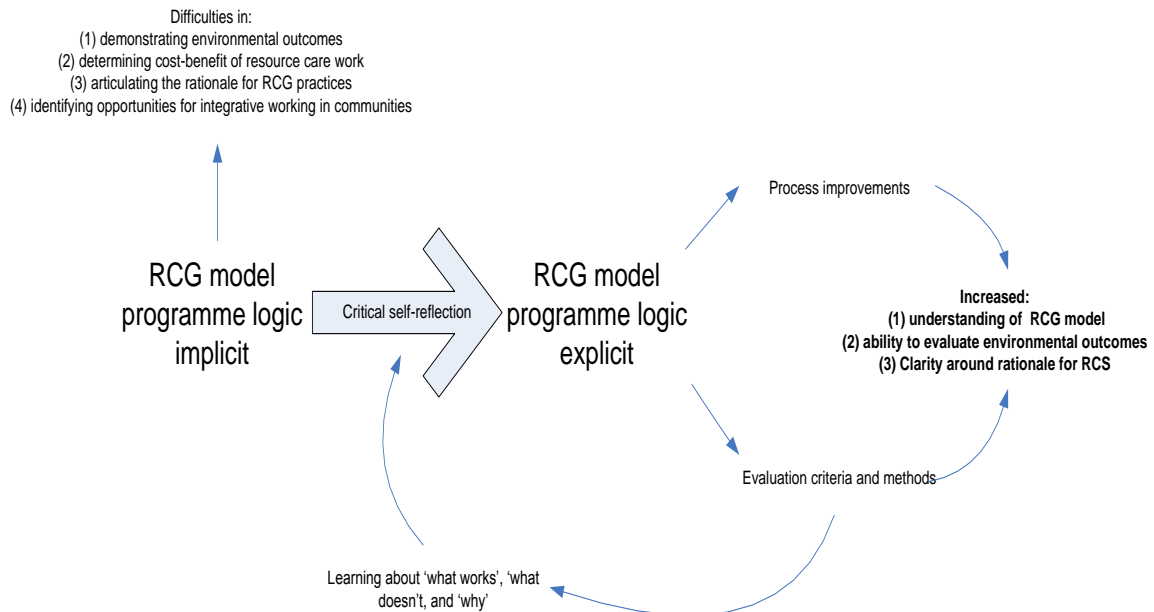 Difficulties in:
(1) demonstrating environmental outcomes
(2) determining cost-benefit of resource care work
(3) articulating the rationale for RCG practices
(4) identifying opportunities for integrative working in communities
RCG model
programme logic
implicit
Critical self-reflection
RCG model
programme logic
explicit
Process improvements
Increased:
(1) understanding of RCG model
(2) ability to evaluate environmental outcomes
(3) Clarity around rationale for RCS
Evaluation criteria and methods
Learning about ‘what works’, ‘what
doesn’t, and ‘why’